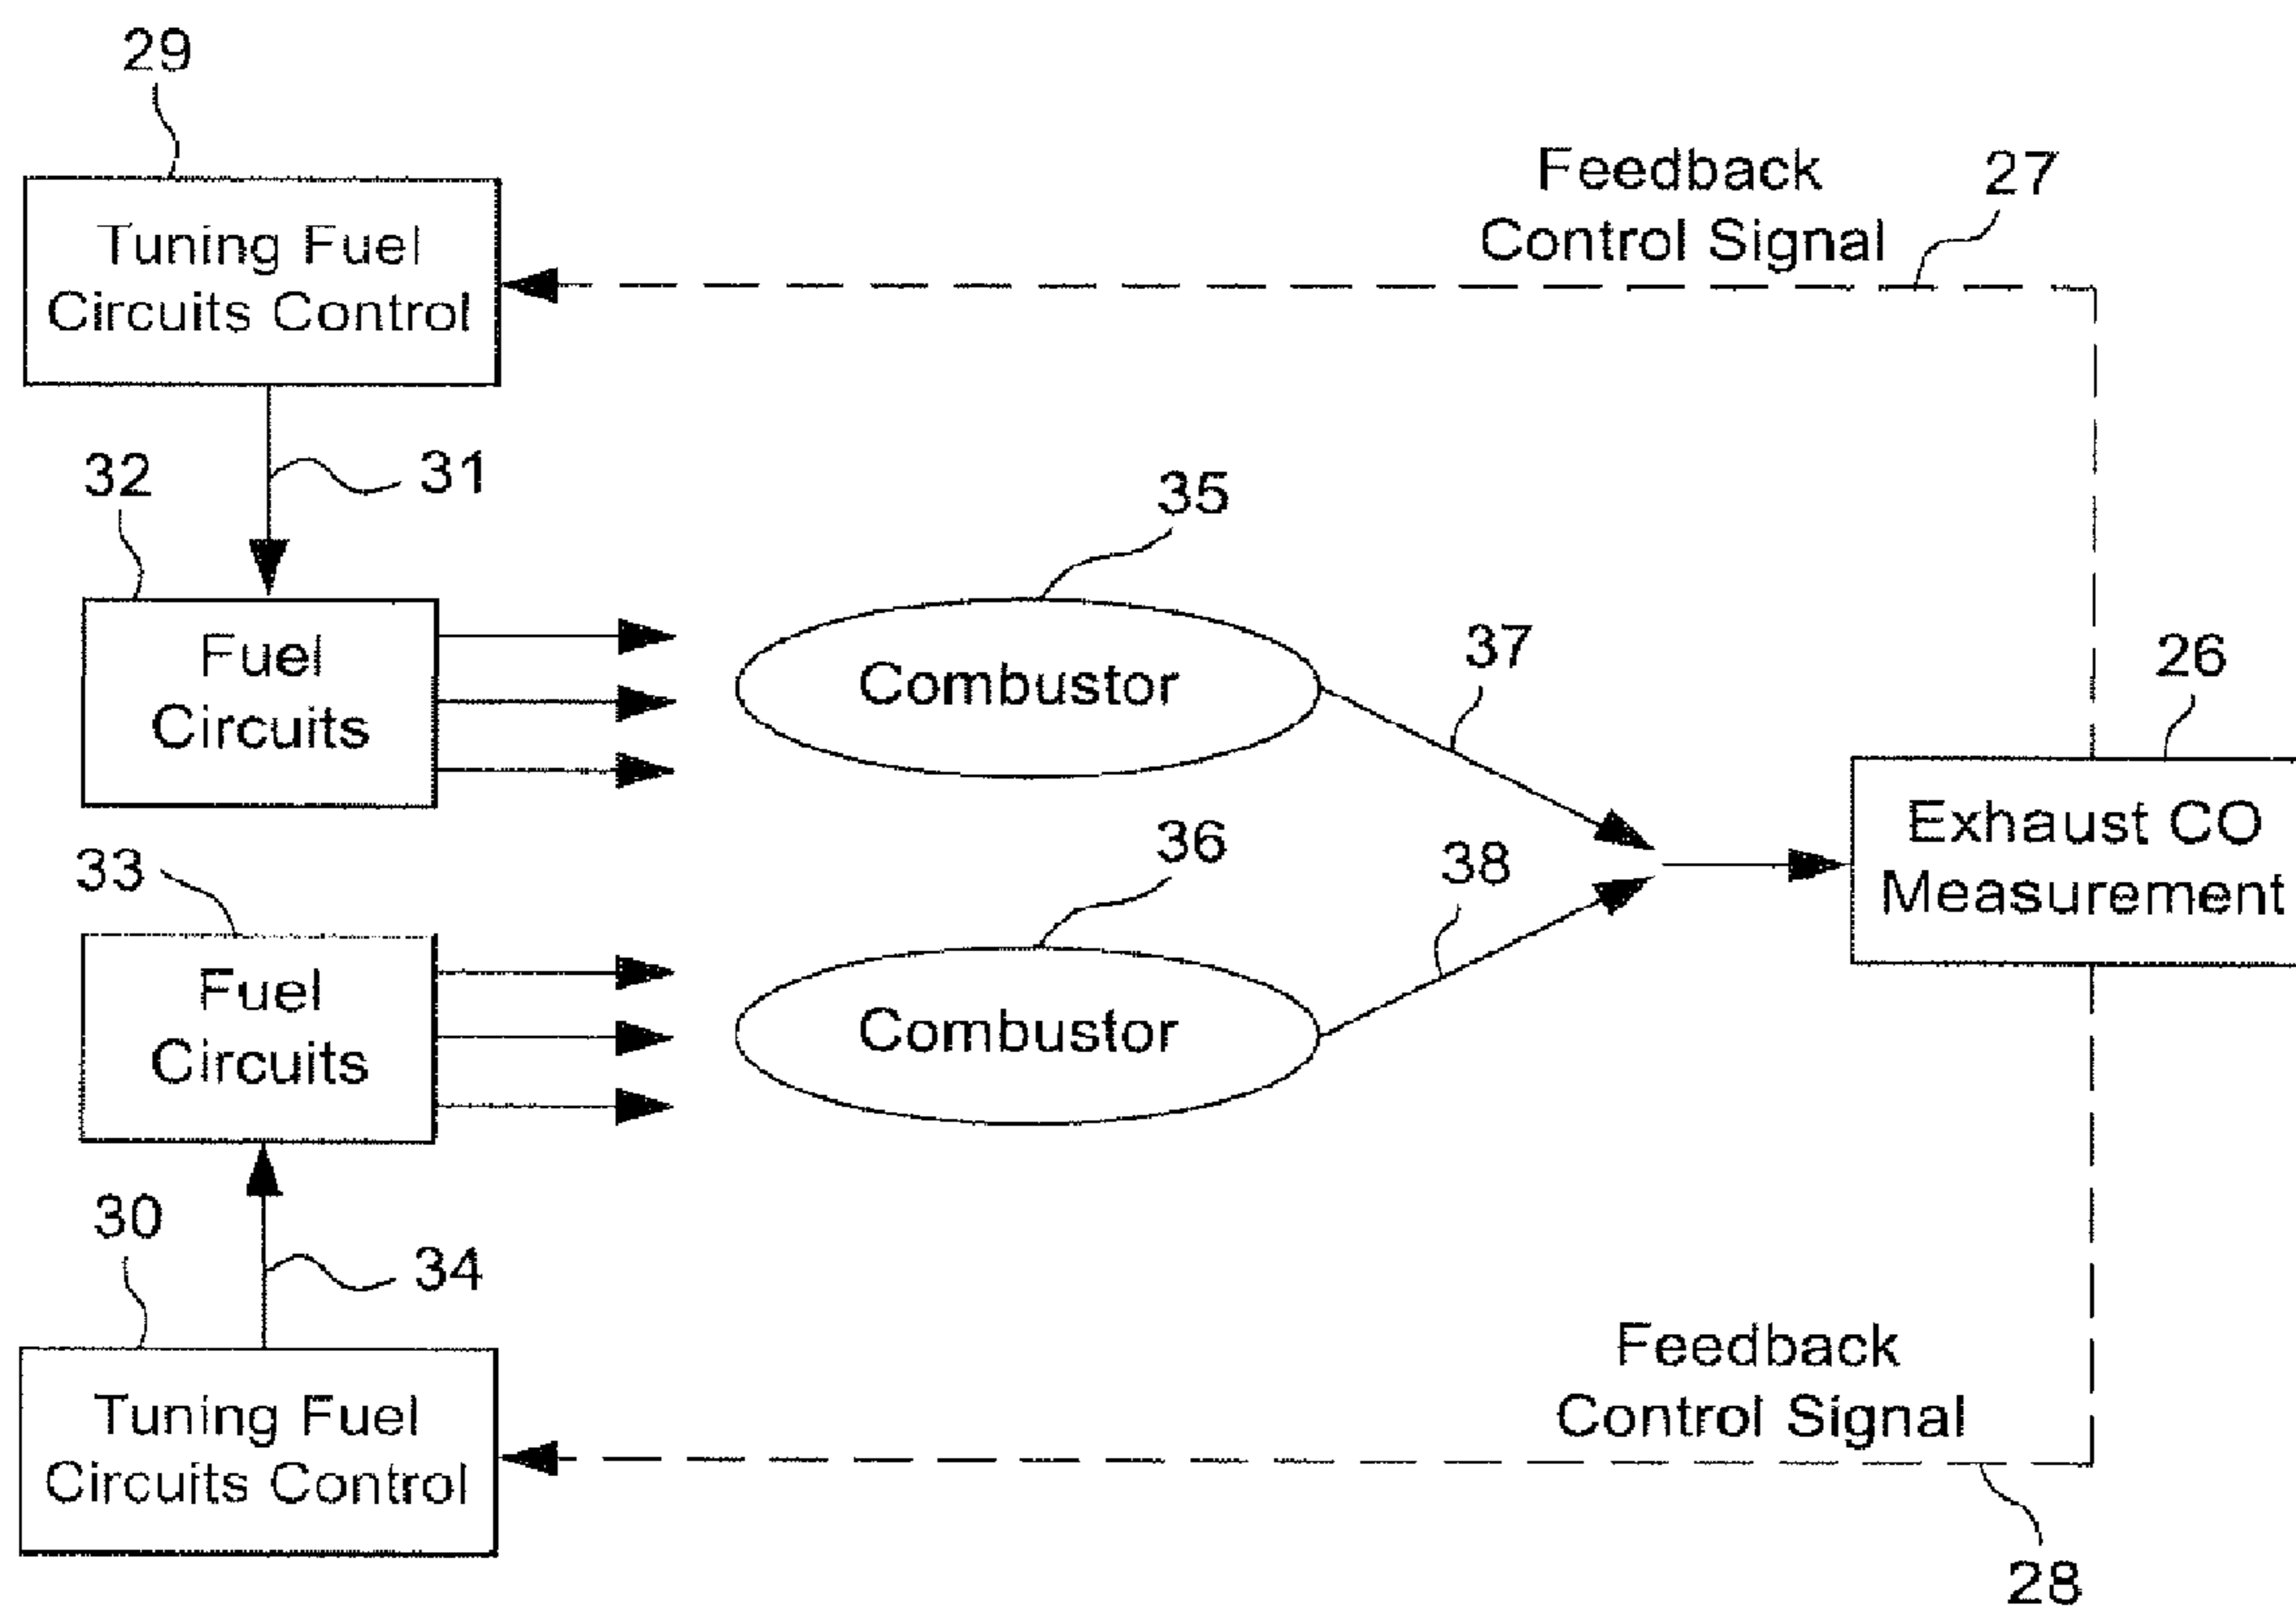 29
Tuning Fuel
Circuits Control
Feedback
Control Signal
27
31
32
Fuel
Circuits
35
Combustor
37
26
Exhaust CO
Measurement
33
Fuel
Circuits
36
Combustor
38
30
34
Tuning Fuel
Circuits Control
Feedback
Control Signal
28